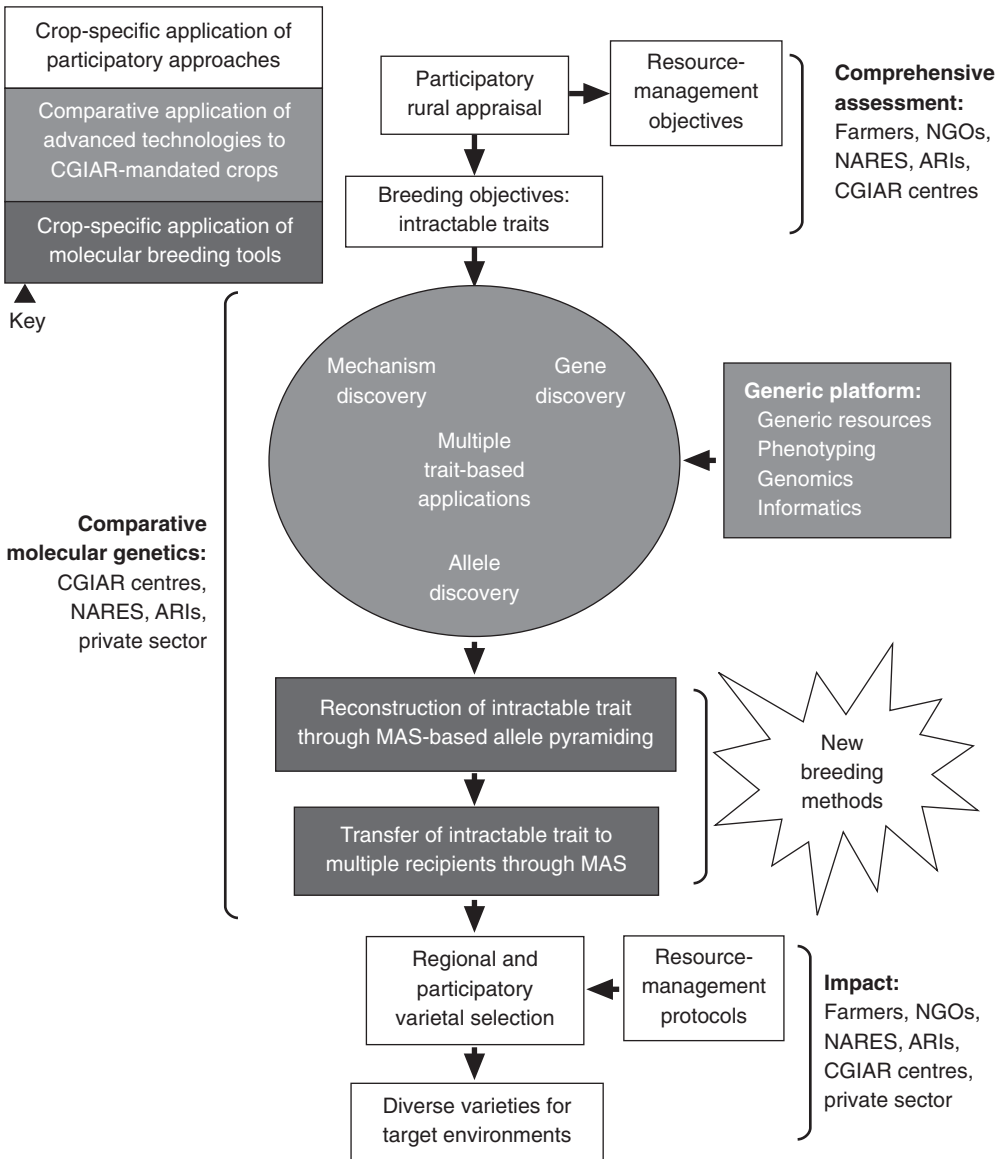 Crop-specific application of
participatory approaches
Comparative application of
advanced technologies to
CGIAR-mandated crops
Crop-specific application of
molecular breeding tools
Key
Participatory
rural appraisal
Resource-
management
objectives
Comprehensive
assessment:
Farmers, NGOs,
NARES, ARIs,
CGIAR centres
Breeding objectives:
intractable traits
Mechanism
discovery
Gene
discovery
Multiple
trait-based
applications
Allele
discovery
Generic platform:
Generic resources
Phenotyping
Genomics
Informatics
Comparative
molecular genetics:
CGIAR centres,
NARES, ARIs,
private sector
Reconstruction of intractable trait
through MAS-based allele pyramiding
Transfer of intractable trait to
multiple recipients through MAS
New
breeding
methods
Regional and
participatory
varietal selection
Resource-
management
protocols
Impact:
Farmers, NGOs,
NARES, ARIs,
CGIAR centres,
private sector
Diverse varieties for
target environments